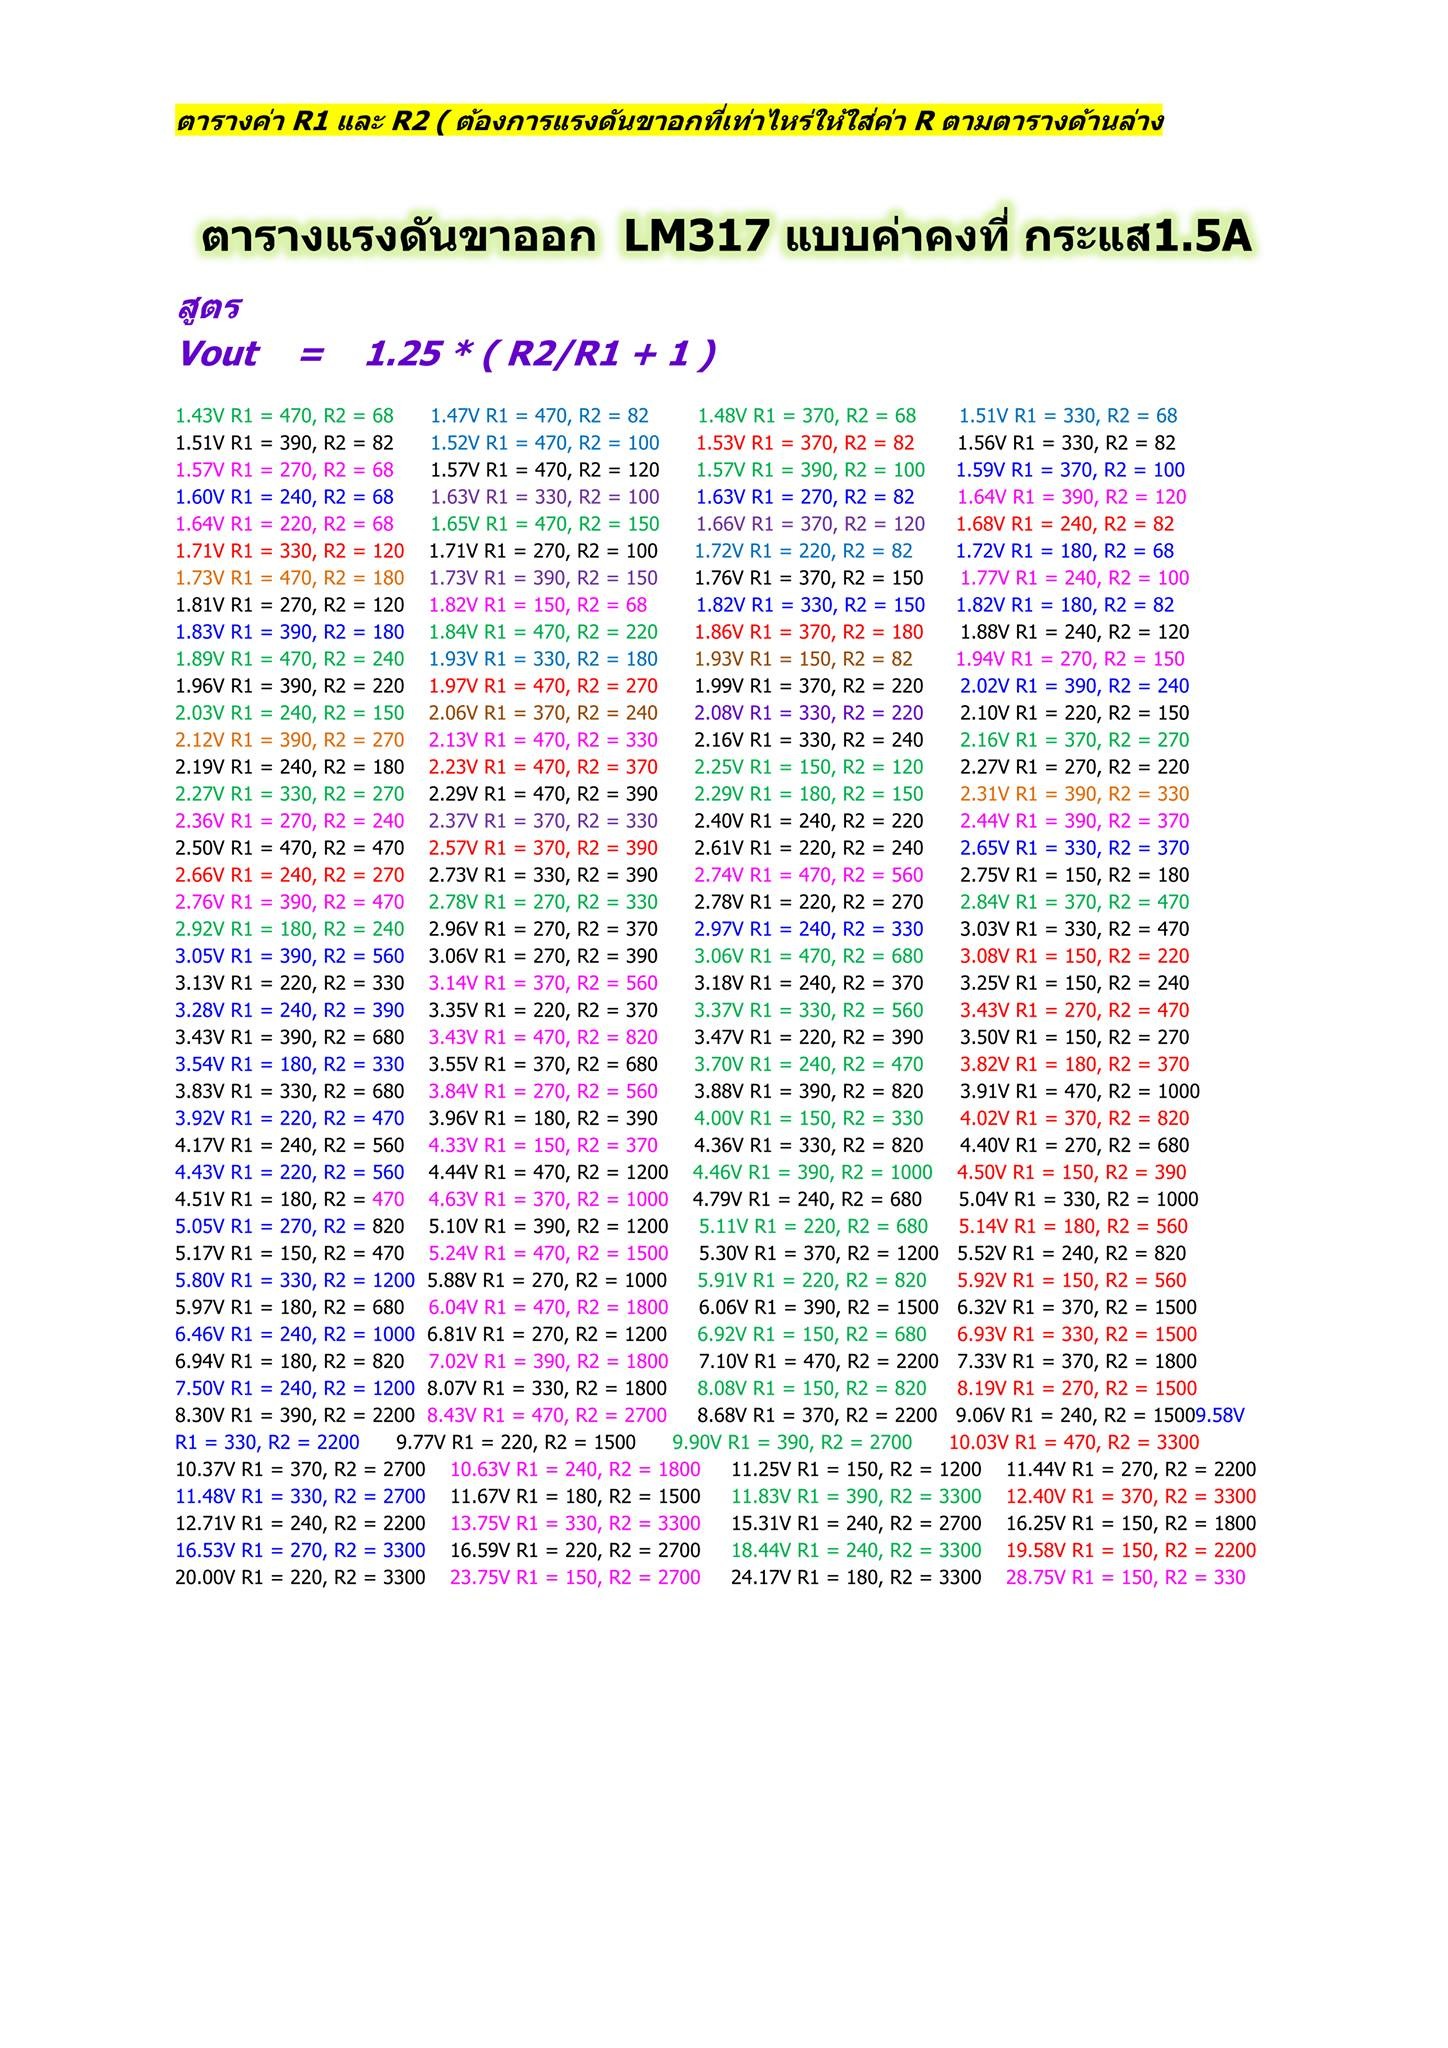 ตารางค่า R1 และ R2 ( ต้องการแรงดันขาอกที่เท่าไหร่ให้ใส่ค่า R ตามตารางด้านล่าง
ตารางแรงดันขาออก LM317 แบบค่าคงที่ กระแส1.5A
สูตร
Vout = 1.25 * ( R2/R1 + 1 )
1.43V R1 = 470, R2 = 68 1.47V R1 = 470, R2 = 82 1.48V R1 = 370, R2 = 68 1.51V R1 = 330, R2 = 68
1.51V R1 = 390, R2 = 82 1.52V R1 = 470, R2 = 100 1.53V R1 = 370, R2 = 82 1.56V R1 = 330, R2 = 82
1.57V R1 = 270, R2 = 68 1.57V R1 = 470, R2 = 120 1.57V R1 = 390, R2 = 100 1.59V R1 = 370, R2 = 100
1.60V R1 = 240, R2 = 68 1.63V R1 = 330, R2 = 100 1.63V R1 = 270, R2 = 82 1.64V R1 = 390, R2 = 120
1.64V R1 = 220, R2 = 68 1.65V R1 = 470, R2 = 150 1.66V R1 = 370, R2 = 120 1.68V R1 = 240, R2 = 82
1.71V R1 = 330, R2 = 120 1.71V R1 = 270, R2 = 100 1.72V R1 = 220, R2 = 82 1.72V R1 = 180, R2 = 68
1.73V R1 = 470, R2 = 180 1.73V R1 = 390, R2 = 150 1.76V R1 = 370, R2 = 150 1.77V R1 = 240, R2 = 100
1.81V R1 = 270, R2 = 120 1.82V R1 = 150, R2 = 68 1.82V R1 = 330, R2 = 150 1.82V R1 = 180, R2 = 82
1.83V R1 = 390, R2 = 180 1.84V R1 = 470, R2 = 220 1.86V R1 = 370, R2 = 180 1.88V R1 = 240, R2 = 120
1.89V R1 = 470, R2 = 240 1.93V R1 = 330, R2 = 180 1.93V R1 = 150, R2 = 82 1.94V R1 = 270, R2 = 150
1.96V R1 = 390, R2 = 220 1.97V R1 = 470, R2 = 270 1.99V R1 = 370, R2 = 220 2.02V R1 = 390, R2 = 240
2.03V R1 = 240, R2 = 150 2.06V R1 = 370, R2 = 240 2.08V R1 = 330, R2 = 220 2.10V R1 = 220, R2 = 150
2.12V R1 = 390, R2 = 270 2.13V R1 = 470, R2 = 330 2.16V R1 = 330, R2 = 240 2.16V R1 = 370, R2 = 270
2.19V R1 = 240, R2 = 180 2.23V R1 = 470, R2 = 370 2.25V R1 = 150, R2 = 120 2.27V R1 = 270, R2 = 220
2.27V R1 = 330, R2 = 270 2.29V R1 = 470, R2 = 390 2.29V R1 = 180, R2 = 150 2.31V R1 = 390, R2 = 330
2.36V R1 = 270, R2 = 240 2.37V R1 = 370, R2 = 330 2.40V R1 = 240, R2 = 220 2.44V R1 = 390, R2 = 370
2.50V R1 = 470, R2 = 470 2.57V R1 = 370, R2 = 390 2.61V R1 = 220, R2 = 240 2.65V R1 = 330, R2 = 370
2.66V R1 = 240, R2 = 270 2.73V R1 = 330, R2 = 390 2.74V R1 = 470, R2 = 560 2.75V R1 = 150, R2 = 180
2.76V R1 = 390, R2 = 470 2.78V R1 = 270, R2 = 330 2.78V R1 = 220, R2 = 270 2.84V R1 = 370, R2 = 470
2.92V R1 = 180, R2 = 240 2.96V R1 = 270, R2 = 370 2.97V R1 = 240, R2 = 330 3.03V R1 = 330, R2 = 470
3.05V R1 = 390, R2 = 560 3.06V R1 = 270, R2 = 390 3.06V R1 = 470, R2 = 680 3.08V R1 = 150, R2 = 220
3.13V R1 = 220, R2 = 330 3.14V R1 = 370, R2 = 560 3.18V R1 = 240, R2 = 370 3.25V R1 = 150, R2 = 240
3.28V R1 = 240, R2 = 390 3.35V R1 = 220, R2 = 370 3.37V R1 = 330, R2 = 560 3.43V R1 = 270, R2 = 470
3.43V R1 = 390, R2 = 680 3.43V R1 = 470, R2 = 820 3.47V R1 = 220, R2 = 390 3.50V R1 = 150, R2 = 270
3.54V R1 = 180, R2 = 330 3.55V R1 = 370, R2 = 680 3.70V R1 = 240, R2 = 470 3.82V R1 = 180, R2 = 370
3.83V R1 = 330, R2 = 680 3.84V R1 = 270, R2 = 560 3.88V R1 = 390, R2 = 820 3.91V R1 = 470, R2 = 1000
3.92V R1 = 220, R2 = 470 3.96V R1 = 180, R2 = 390 4.00V R1 = 150, R2 = 330 4.02V R1 = 370, R2 = 820
4.17V R1 = 240, R2 = 560 4.33V R1 = 150, R2 = 370 4.36V R1 = 330, R2 = 820 4.40V R1 = 270, R2 = 680
4.43V R1 = 220, R2 = 560 4.44V R1 = 470, R2 = 1200 4.46V R1 = 390, R2 = 1000 4.50V R1 = 150, R2 = 390
4.51V R1 = 180, R2 = 470 4.63V R1 = 370, R2 = 1000 4.79V R1 = 240, R2 = 680 5.04V R1 = 330, R2 = 1000
5.05V R1 = 270, R2 = 820 5.10V R1 = 390, R2 = 1200 5.11V R1 = 220, R2 = 680 5.14V R1 = 180, R2 = 560
5.17V R1 = 150, R2 = 470 5.24V R1 = 470, R2 = 1500 5.30V R1 = 370, R2 = 1200 5.52V R1 = 240, R2 = 820
5.80V R1 = 330, R2 = 1200 5.88V R1 = 270, R2 = 1000 5.91V R1 = 220, R2 = 820 5.92V R1 = 150, R2 = 560
5.97V R1 = 180, R2 = 680 6.04V R1 = 470, R2 = 1800 6.06V R1 = 390, R2 = 1500 6.32V R1 = 370, R2 = 1500
6.46V R1 = 240, R2 = 1000 6.81V R1 = 270, R2 = 1200 6.92V R1 = 150, R2 = 680 6.93V R1 = 330, R2 = 1500
6.94V R1 = 180, R2 = 820 7.02V R1 = 390, R2 = 1800 7.10V R1 = 470, R2 = 2200 7.33V R1 = 370, R2 = 1800
7.50V R1 = 240, R2 = 1200 8.07V R1 = 330, R2 = 1800 8.08V R1 = 150, R2 = 820 8.19V R1 = 270, R2 = 1500
8.30V R1 = 390, R2 = 2200 8.43V R1 = 470, R2 = 2700 8.68V R1 = 370, R2 = 2200 9.06V R1 = 240, R2 = 15009.58V
R1 = 330, R2 = 2200 9.77V R1 = 220, R2 = 1500 9.90V R1 = 390, R2 = 2700 10.03V R1 = 470, R2 = 3300
10.37V R1 = 370, R2 = 2700 10.63V R1 = 240, R2 = 1800 11.25V R1 = 150, R2 = 1200 11.44V R1 = 270, R2 = 2200
11.48V R1 = 330, R2 = 2700 11.67V R1 = 180, R2 = 1500 11.83V R1 = 390, R2 = 3300 12.40V R1 = 370, R2 = 3300
12.71V R1 = 240, R2 = 2200 13.75V R1 = 330, R2 = 3300 15.31V R1 = 240, R2 = 2700 16.25V R1 = 150, R2 = 1800
16.53V R1 = 270, R2 = 3300 16.59V R1 = 220, R2 = 2700 18.44V R1 = 240, R2 = 3300 19.58V R1 = 150, R2 = 2200
20.00V R1 = 220, R2 = 3300 23.75V R1 = 150, R2 = 2700 24.17V R1 = 180, R2 = 3300 28.75V R1 = 150, R2 = 330